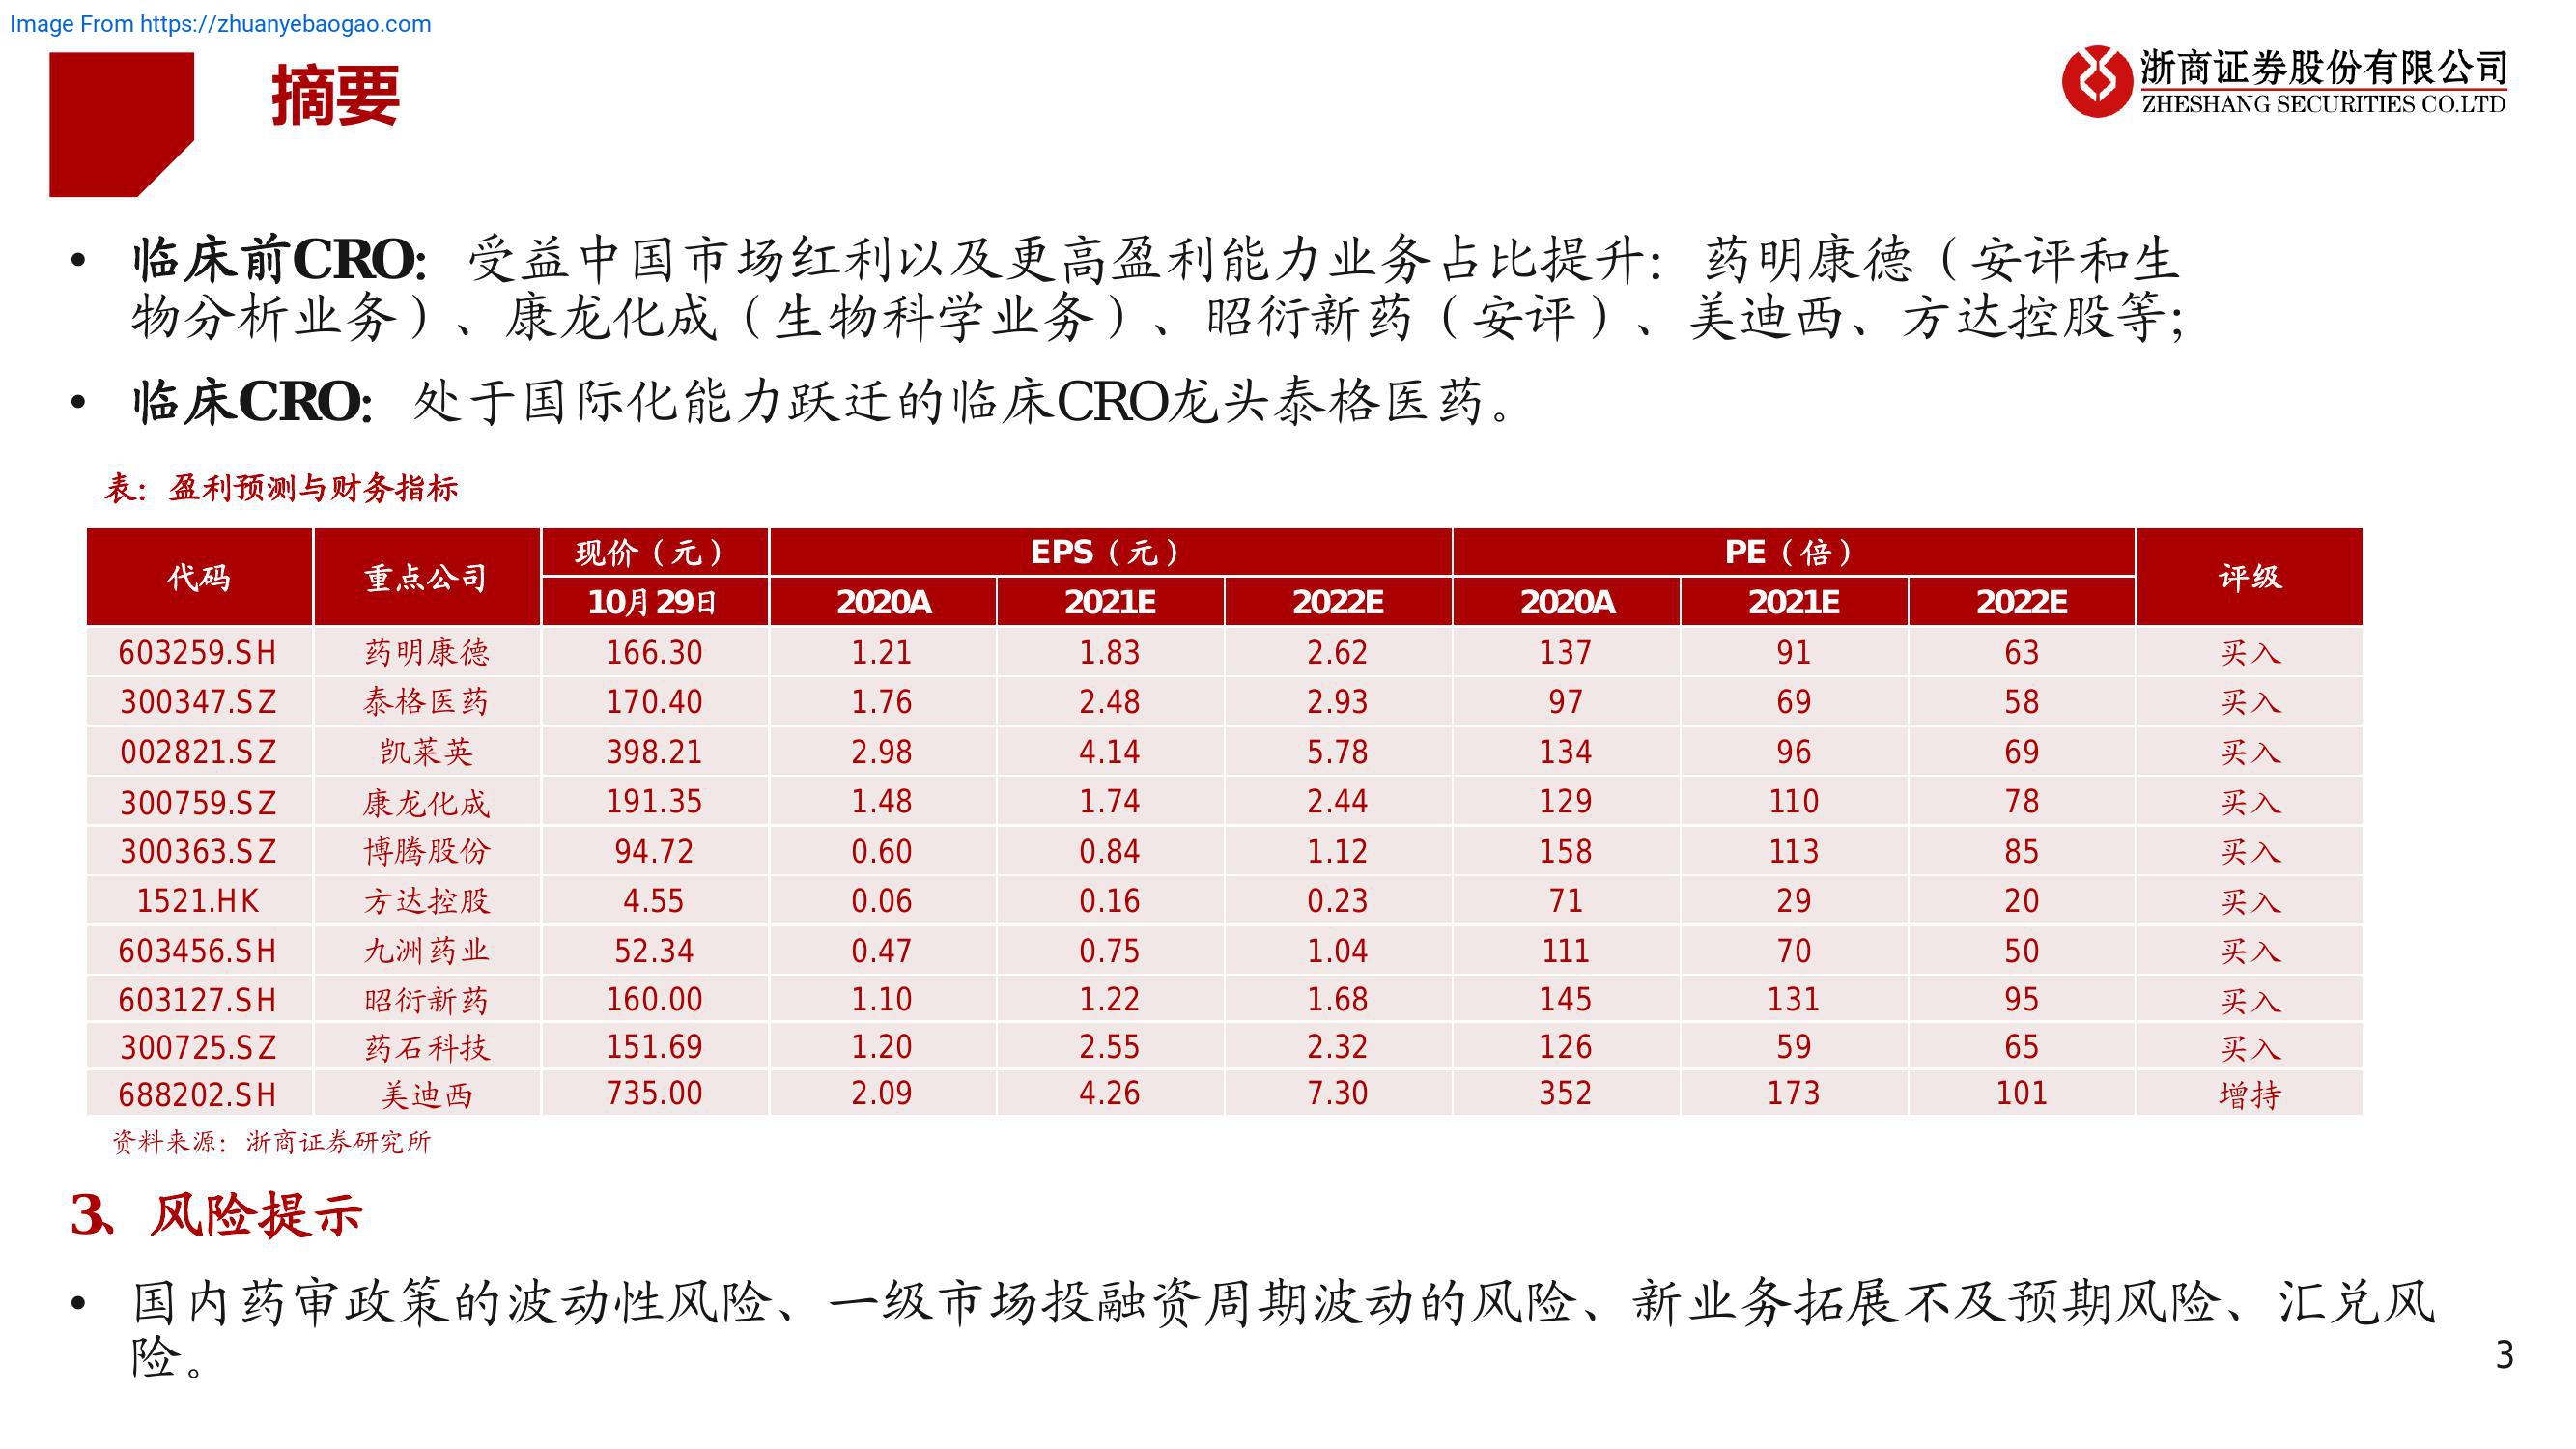 Image From https://zhuanyebaogao.com
摘要
浙商证券股份有限公司
ZHESHANG SECURITIES CO.LTD
• 临床前CRO：受益中国市场红利以及更高盈利能力业务占比提升：药明康德（安评和生
物分析业务）、康龙化成（生物科学业务）、昭衍新药（安评）、美迪西、方达控股等；
• 临床CRO：处于国际化能力跃迁的临床CRO龙头泰格医药。
表：盈利预测与财务指标
代码 重点公司 现价（元） EPS（元） PE（倍） 评级
10月29日 2020A 2021E 2022E 2020A 2021E 2022E
603259.SH 药明康德 166.30 1.21 1.83 2.62 137 91 63 买入
300347.SZ 泰格医药 170.40 1.76 2.48 2.93 97 69 58 买入
002821.SZ 凯莱英 398.21 2.98 4.14 5.78 134 96 69 买入
300759.SZ 康龙化成 191.35 1.48 1.74 2.44 129 110 78 买入
300363.SZ 博腾股份 94.72 0.60 0.84 1.12 158 113 85 买入
1521.HK 方达控股 4.55 0.06 0.16 0.23 71 29 20 买入
603456.SH 九洲药业 52.34 0.47 0.75 1.04 111 70 50 买入
603127.SH 昭衍新药 160.00 1.10 1.22 1.68 145 131 95 买入
300725.SZ 药石科技 151.69 1.20 2.55 2.32 126 59 65 买入
688202.SH 美迪西 735.00 2.09 4.26 7.30 352 173 101 增持
资料来源：浙商证券研究所
3、风险提示
• 国内药审政策的波动性风险、一级市场投融资周期波动的风险、新业务拓展不及预期风险、汇兑风
险。
3